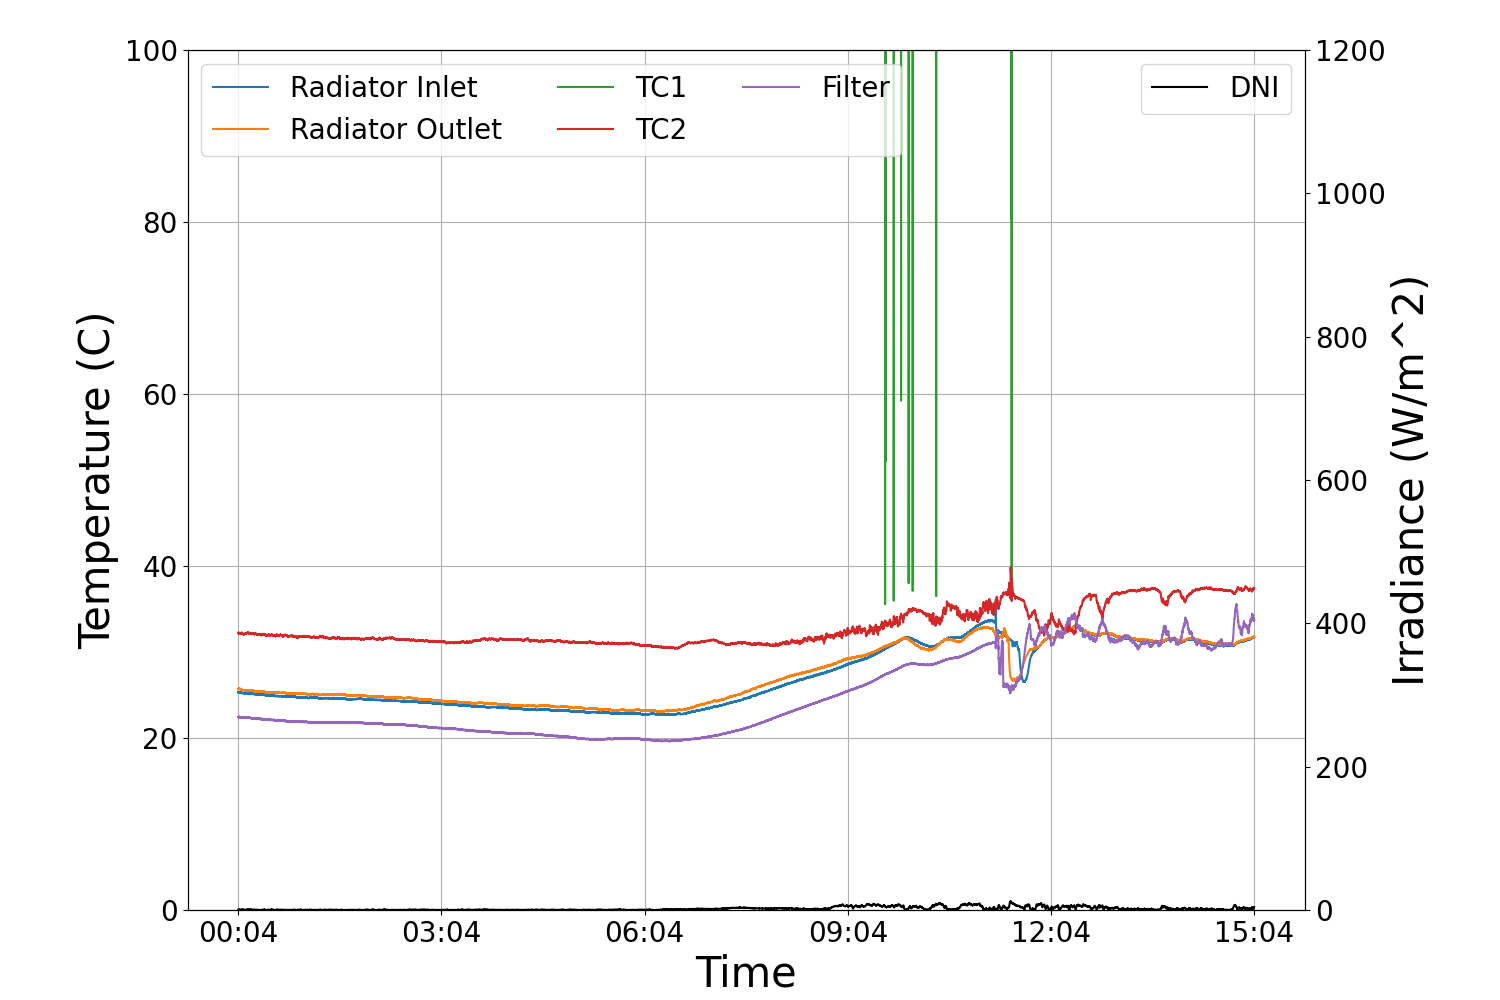 100
80
60
40
20
0
Temperature (C)
Radiator Inlet
Radiator Outlet
TC1
TC2
Filter
DNI
1200
1000
800
600
400
200
0
Irradiance (W/m^2)
00:04 03:04 06:04 09:04 12:04 15:04
Time